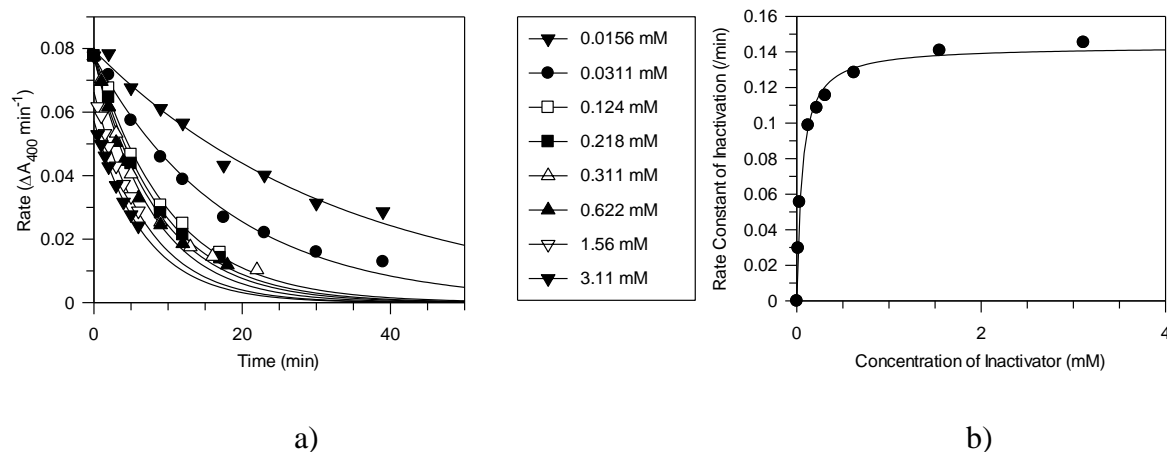 0.08
0.06
0.04
0.02
0
0
20
40
Rate (ΔA400 min-1)
Time (min)
0.0156 mM
0.0311 mM
0.124 mM
0.218 mM
0.311 mM
0.622 mM
1.56 mM
3.11 mM
0.16
0.14
0.12
0.1
0.08
0.06
0.04
0.02
0
0
2
4
Rate Constant of Inactivation (/min)
Concentration of Inactivator (mM)
a)
b)